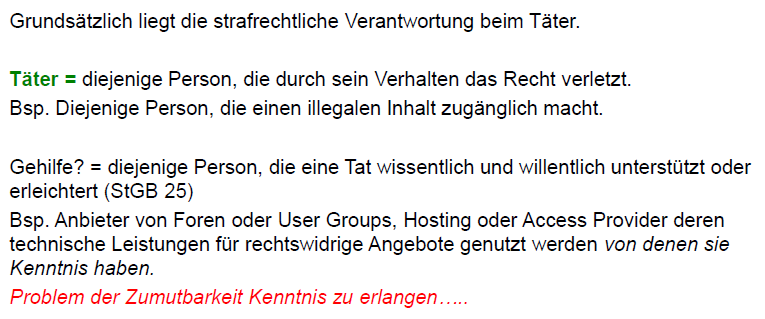 Grundsätzlich liegt die strafrechtliche Verantwortung beim Täter.
Täter = diejenige Person, die durch sein Verhalten das Recht verletzt.
Bsp. Diejenige Person, die einen illegalen Inhalt zugänglich macht.
Gehilfe? = diejenige Person, die eine Tat wissentlich und willentlich unterstützt oder
erleichtert (StGB 25)
Bsp. Anbieter von Foren oder User Groups, Hosting oder Access Provider deren
technische Leistungen für rechtswidrige Angebote genutzt werden von denen sie
Kenntnis haben.
Problem der Zumutbarkeit Kenntnis zu erlangen…..